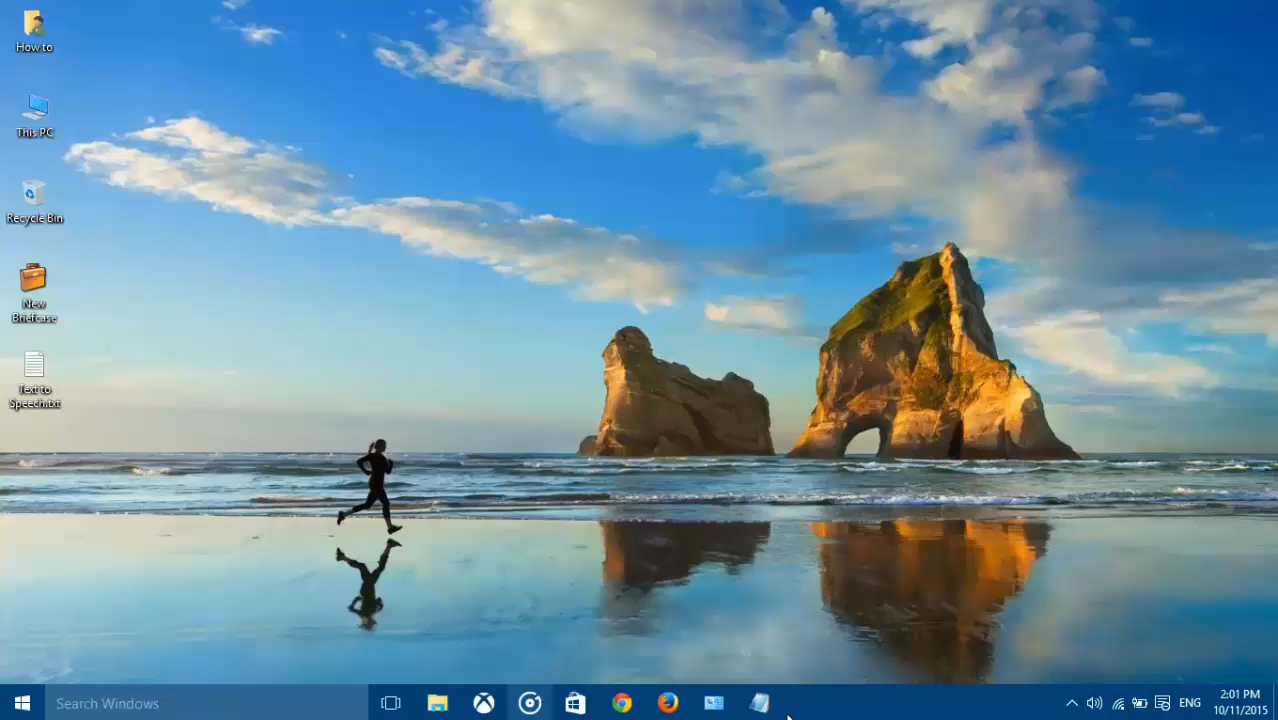 How to
This PC
Recycle Bin
New
Briefcase
Text to
Speech.txt
Search Windows
ENG
2:01 PM
10/11/2015